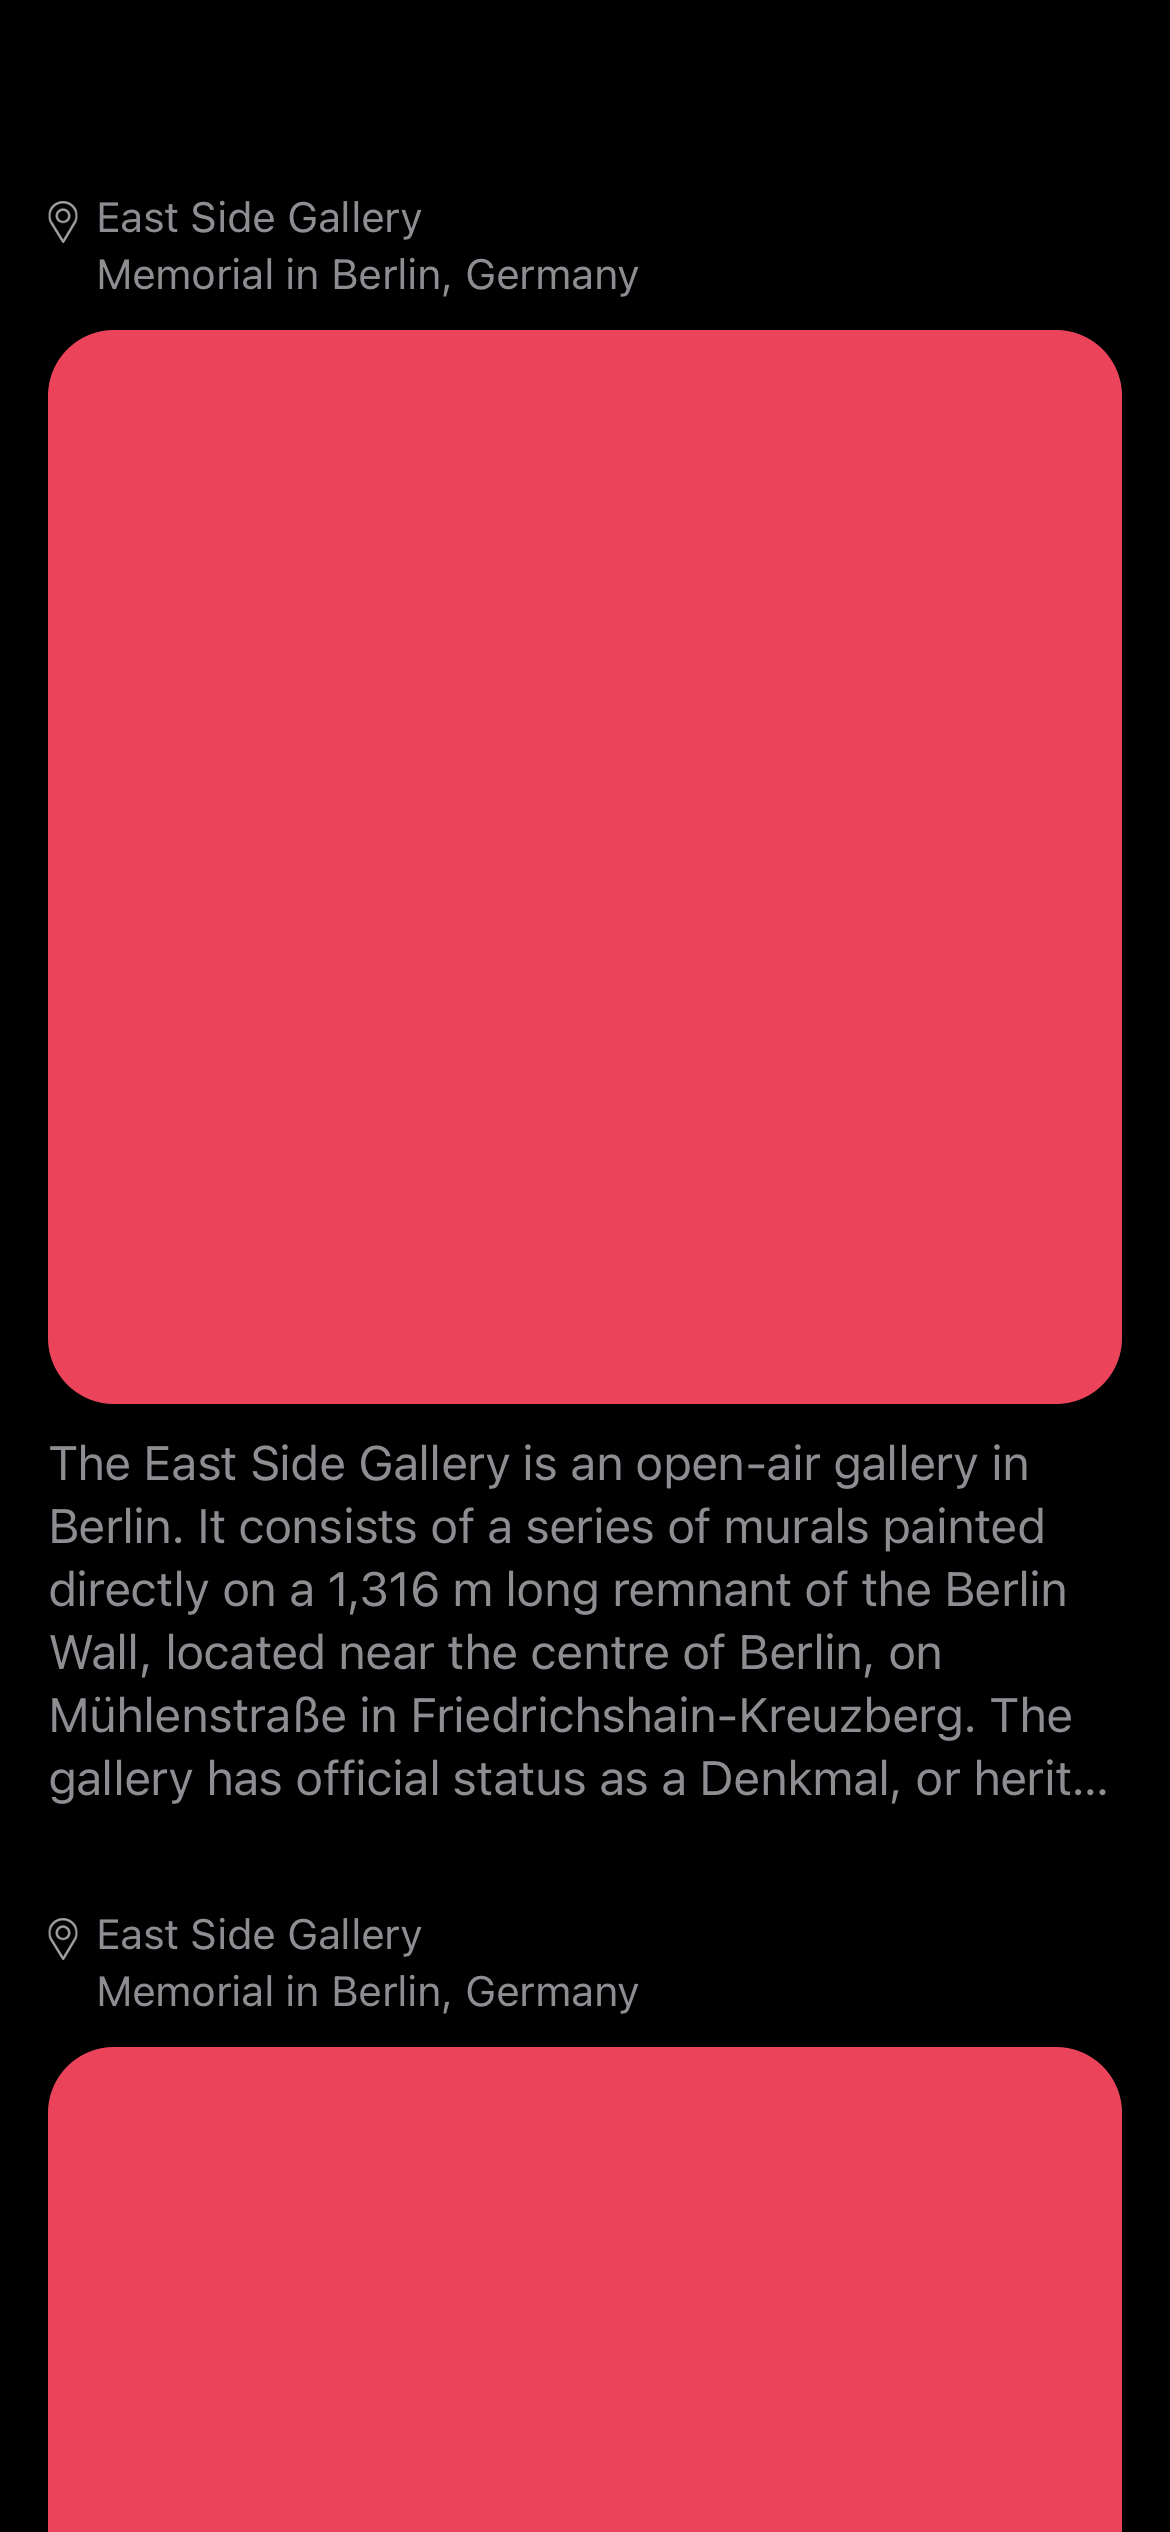 East Side Gallery
Memorial in Berlin, Germany
The East Side Gallery is an open-air gallery in
Berlin. It consists of a series of murals painted
directly on a 1,316 m long remnant of the Berlin
Wall, located near the centre of Berlin, on
Mühlenstraße in Friedrichshain-Kreuzberg. The
gallery has official status as a Denkmal, or herit...
East Side Gallery
Memorial in Berlin, Germany